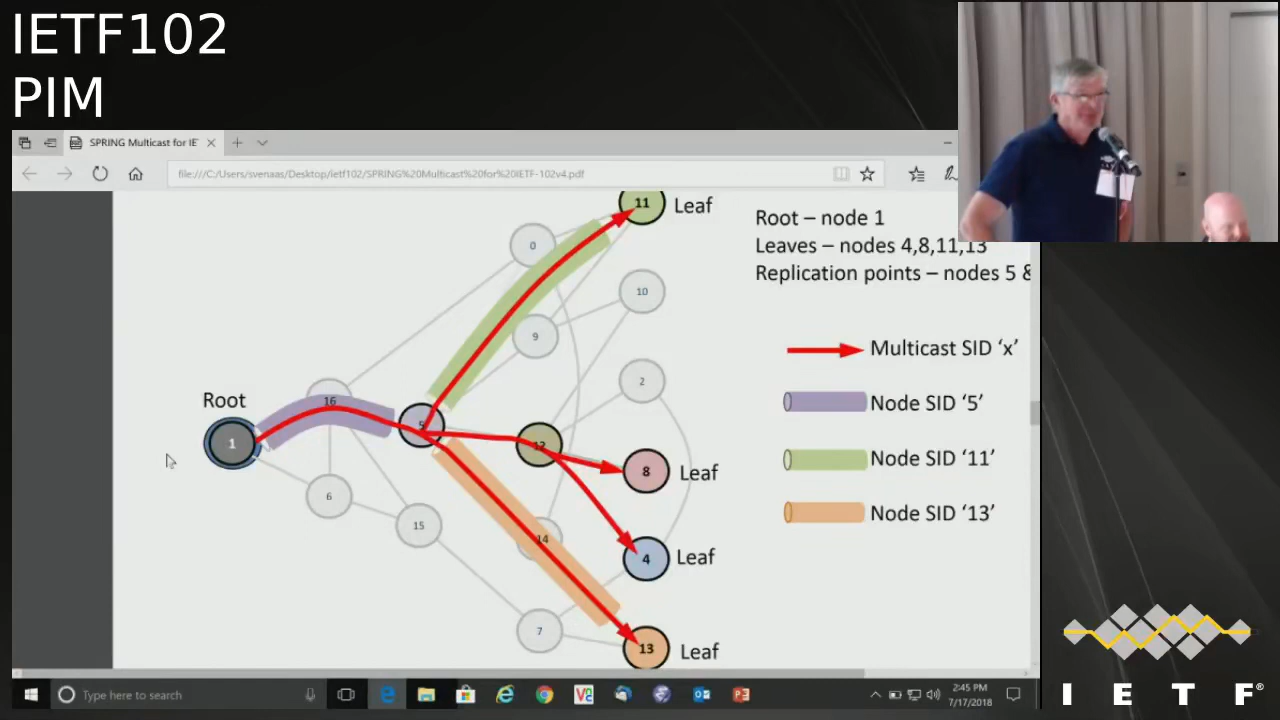 IETF102
PIM
SPRING Multicast for IE
file:///C:/Users/svenaas/Desktop/ietf102/SPRING%20Multicast%20for%20IETF-102v4.pdf
11 Leaf
0
10
9
2
Root
16
5
1
12
8 Leaf
6
15
14
4 Leaf
7
13 Leaf
Root – node 1
Leaves – nodes 4,8,11,13
Replication points – nodes 5 &
Multicast SID ‘x’
Node SID ‘5’
Node SID ‘11’
Node SID ‘13’
Type here to search
2:45 PM
7/17/2018
I E T F®